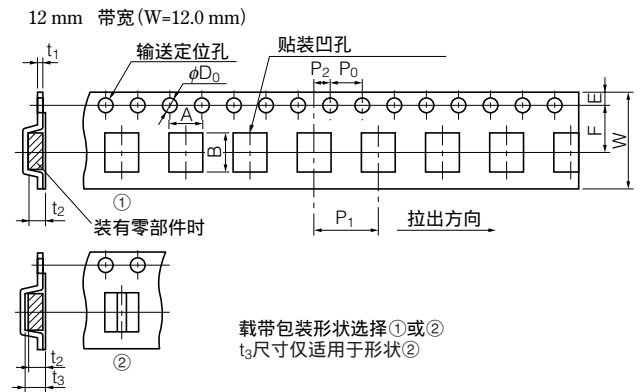 12 mm 带宽(W=12.0 mm)
t₁
输送定位孔
贴装凹孔
ϕD₀
P₂ P₀
E
A
B
F
W
t₂
①
装有零部件时
P₁
拉出方向
t₂
t₃
②
载带包装形状选择①或②
t₃尺寸仅适用于形状②